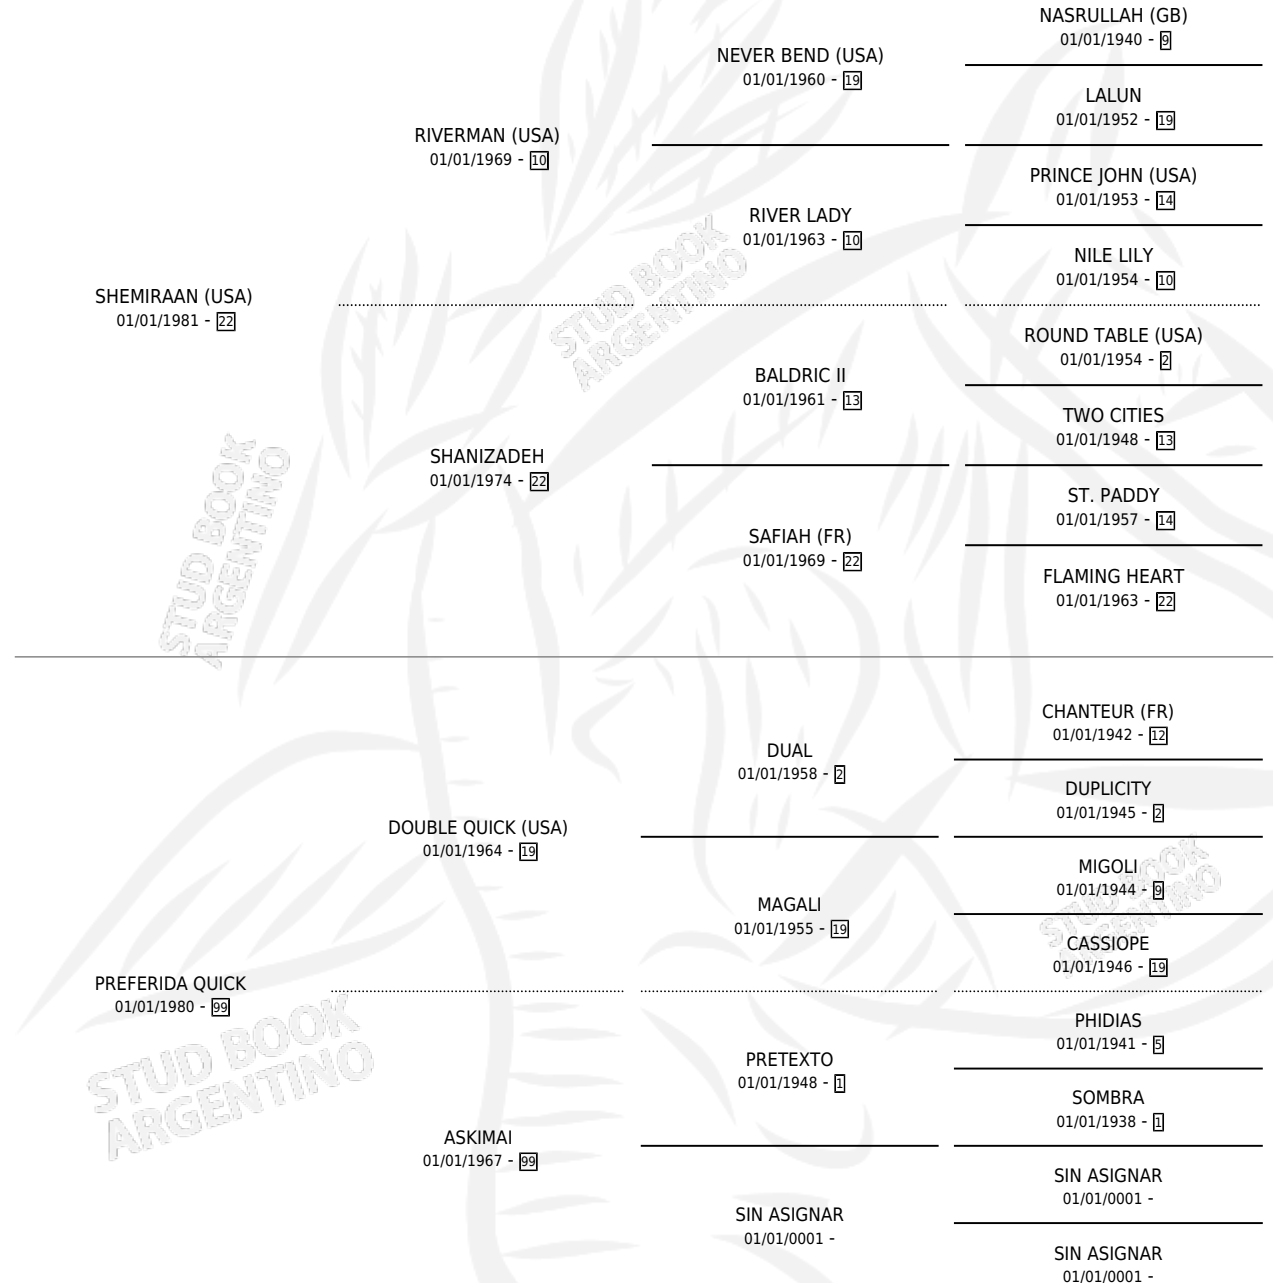 NASRULLAH (GB)
01/01/1940 - 9
NEVER BEND (USA)
01/01/1960 - 19
LALUN
01/01/1952 - 19
RIVERMAN (USA)
01/01/1969 - 10
PRINCE JOHN (USA)
01/01/1953 - 14
RIVER LADY
01/01/1963 - 10
NILE LILY
01/01/1954 - 10
SHEMIRAAN (USA)
01/01/1981 - 22
STUD BOOK
ARGENTINO
ROUND TABLE (USA)
01/01/1954 - 2
BALDRIC II
01/01/1961 - 13
TWO CITIES
01/01/1948 - 13
SHANIZADEH
01/01/1974 - 22
ST. PADDY
01/01/1957 - 14
SAFIAH (FR)
01/01/1969 - 22
FLAMING HEART
01/01/1963 - 22
STUD BOOK
ARGENTINO
CHANTEUR (FR)
01/01/1942 - 12
DUAL
01/01/1958 - 2
DUPLICITY
01/01/1945 - 2
DOUBLE QUICK (USA)
01/01/1964 - 19
MIGOLI
01/01/1944 - 9
MAGALI
01/01/1955 - 19
CASSIOPE
01/01/1946 - 19
STUD BOOK
ARGENTINO
PREFERIDA QUICK
01/01/1980 - 99
PHIDIAS
01/01/1941 - 5
PRETEXTO
01/01/1948 - 1
SOMBRA
01/01/1938 - 1
STUD BOOK
ARGENTINO
ASKIMAI
01/01/1967 - 99
SIN ASIGNAR
01/01/0001 -
SIN ASIGNAR
01/01/0001 -
SIN ASIGNAR
01/01/0001 -